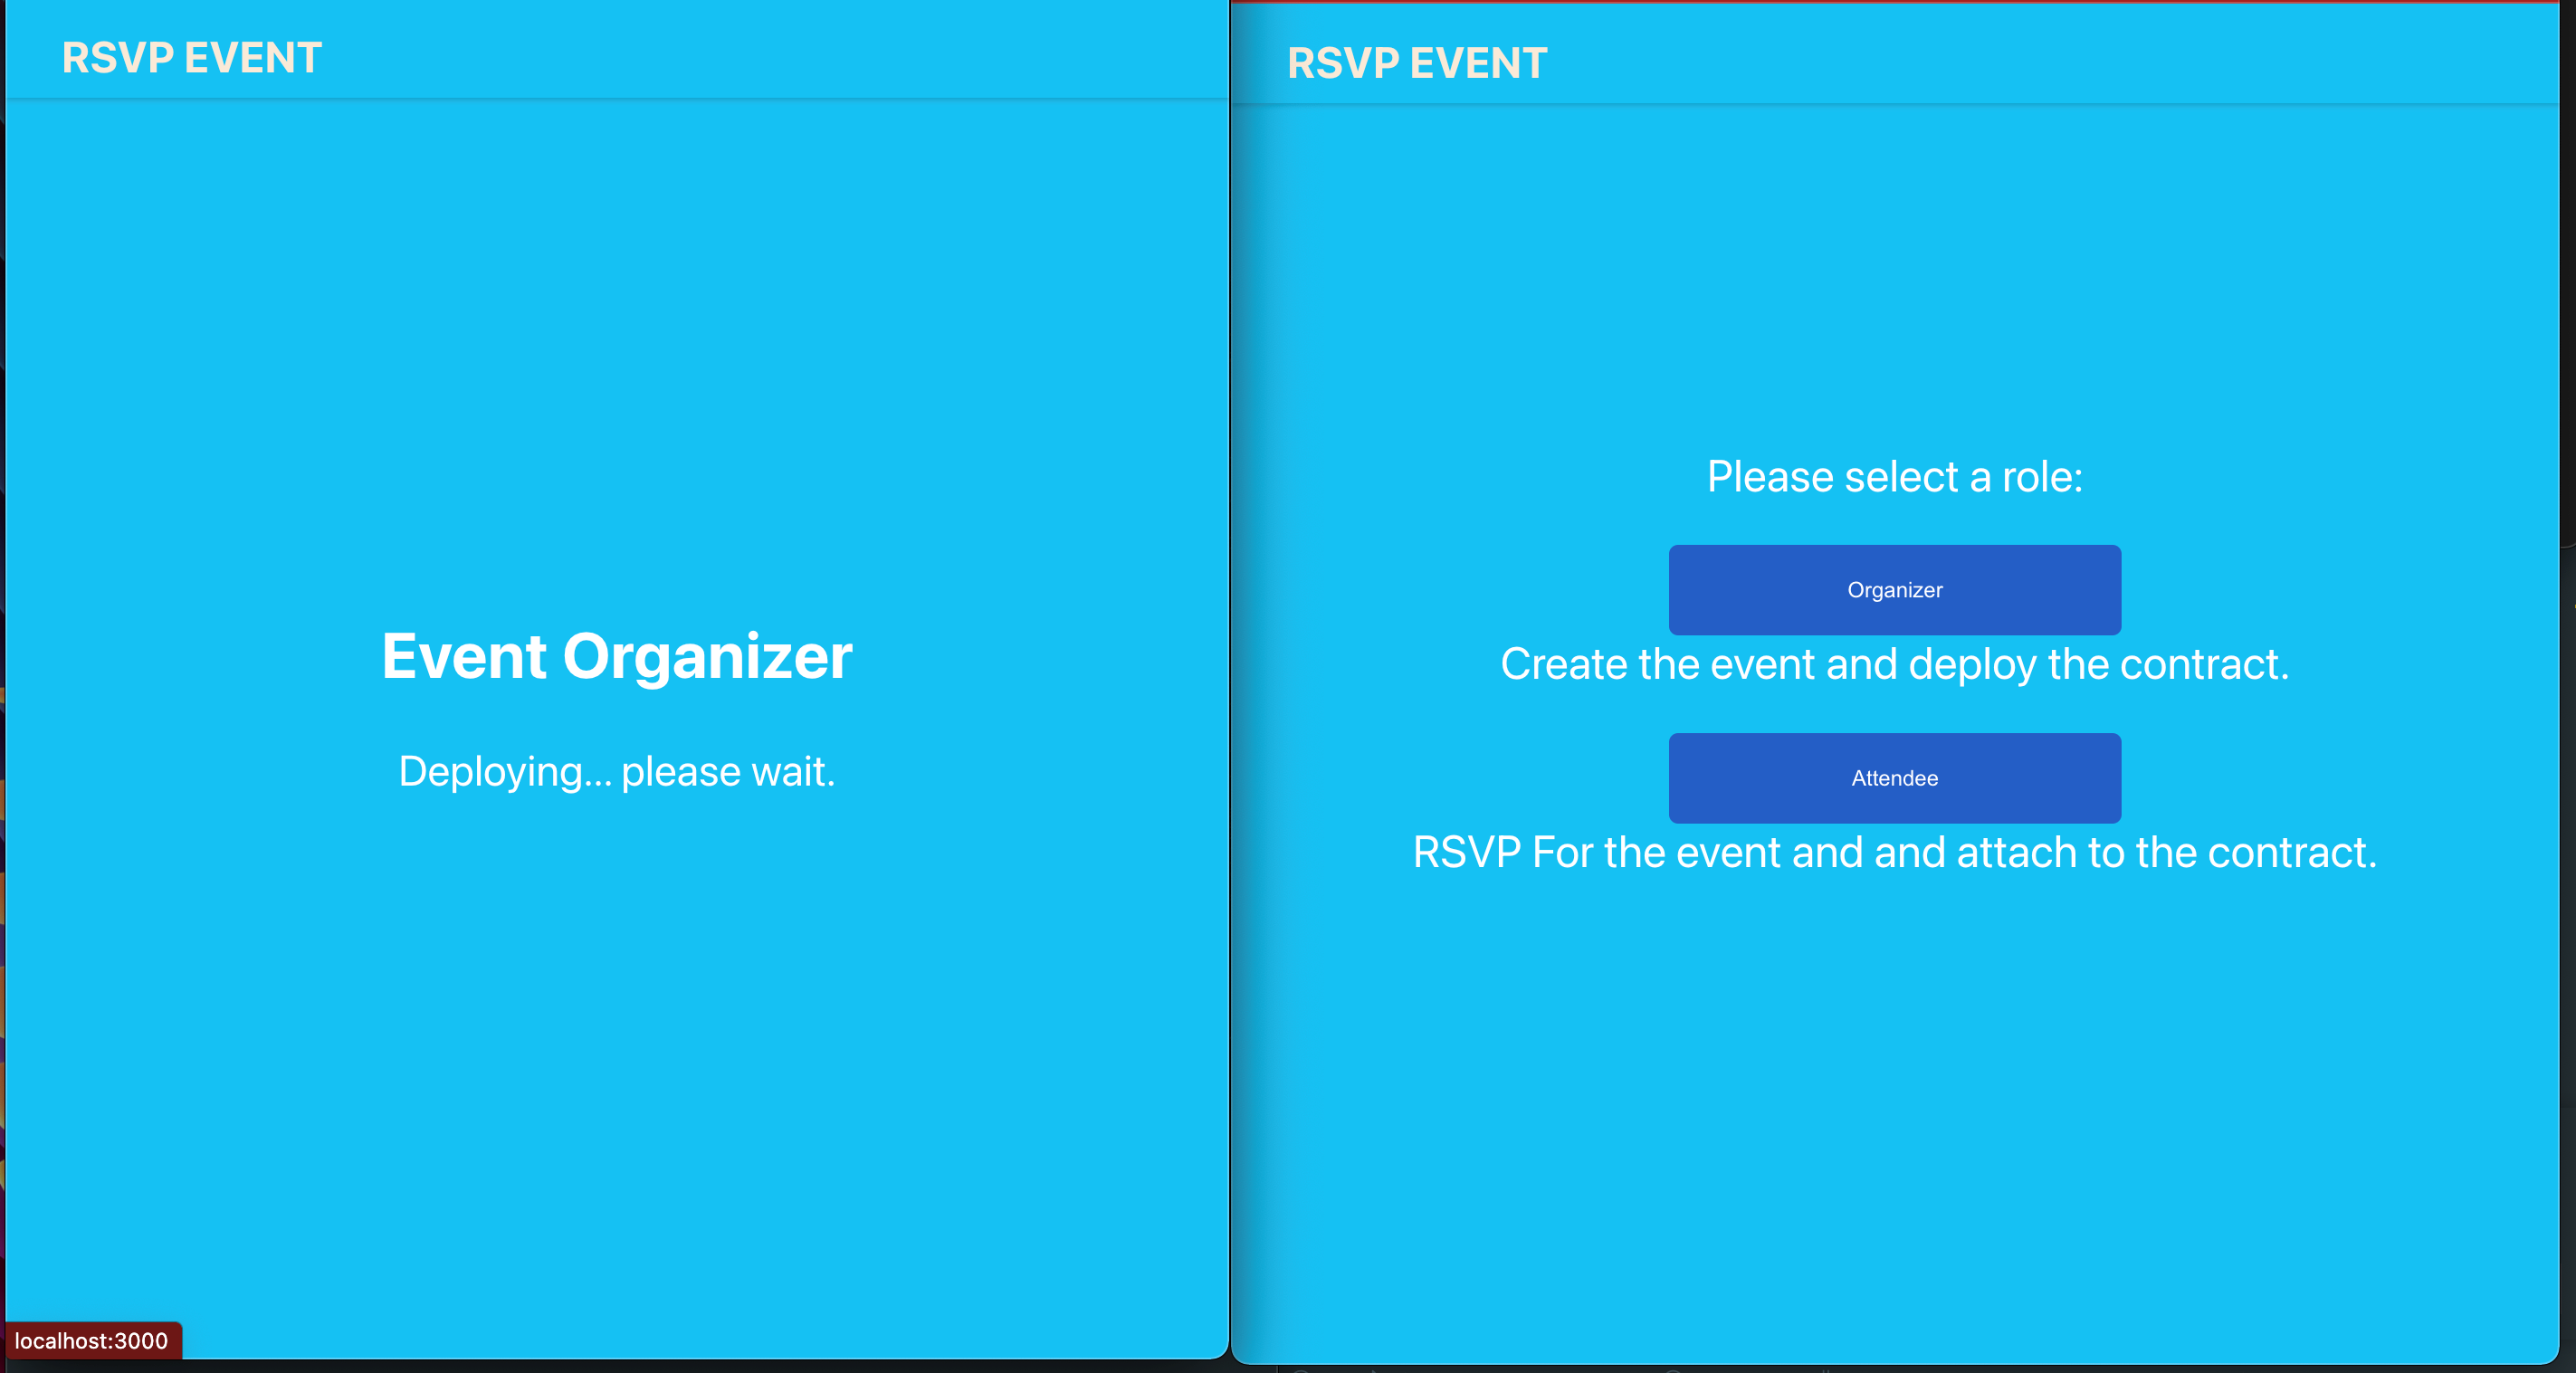 RSVP EVENT
Event Organizer
Deploying... please wait.
localhost:3000
RSVP EVENT
Please select a role:
Organizer
Create the event and deploy the contract.
Attendee
RSVP For the event and and attach to the contract.